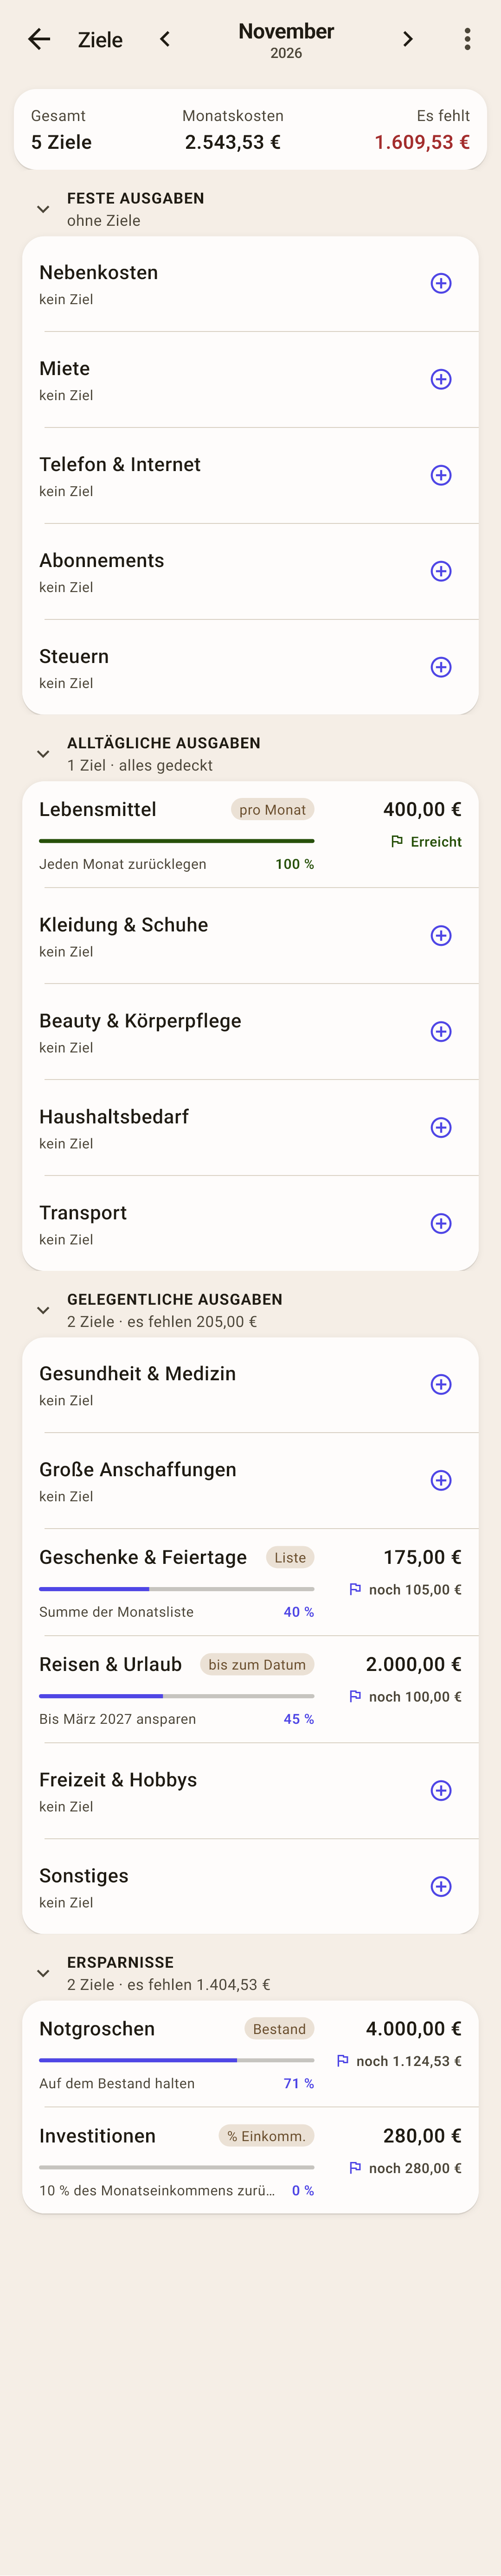 Ziele
November
2026
Gesamt Monatskosten Es fehlt
5 Ziele 2.543,53 € 1.609,53 €
FESTE AUSGABEN
ohne Ziele
Nebenkosten
kein Ziel
Miete
kein Ziel
Telefon & Internet
kein Ziel
Abonnements
kein Ziel
Steuern
kein Ziel
ALLTÄGLICHE AUSGABEN
1 Ziel · alles gedeckt
Lebensmittel pro Monat 400,00 €
Erreicht
Jeden Monat zurücklegen 100 %
Kleidung & Schuhe
kein Ziel
Beauty & Körperpflege
kein Ziel
Haushaltsbedarf
kein Ziel
Transport
kein Ziel
GELEGENTLICHE AUSGABEN
2 Ziele · es fehlen 205,00 €
Gesundheit & Medizin
kein Ziel
Große Anschaffungen
kein Ziel
Geschenke & Feiertage Liste 175,00 €
noch 105,00 €
Summe der Monatsliste 40 %
Reisen & Urlaub bis zum Datum 2.000,00 €
noch 100,00 €
Bis März 2027 ansparen 45 %
Freizeit & Hobbys
kein Ziel
Sonstiges
kein Ziel
ERSPARNISSE
2 Ziele · es fehlen 1.404,53 €
Notgroschen Bestand 4.000,00 €
noch 1.124,53 €
Auf dem Bestand halten 71 %
Investitionen % Einkomm. 280,00 €
noch 280,00 €
10 % des Monatseinkommens zurü... 0 %